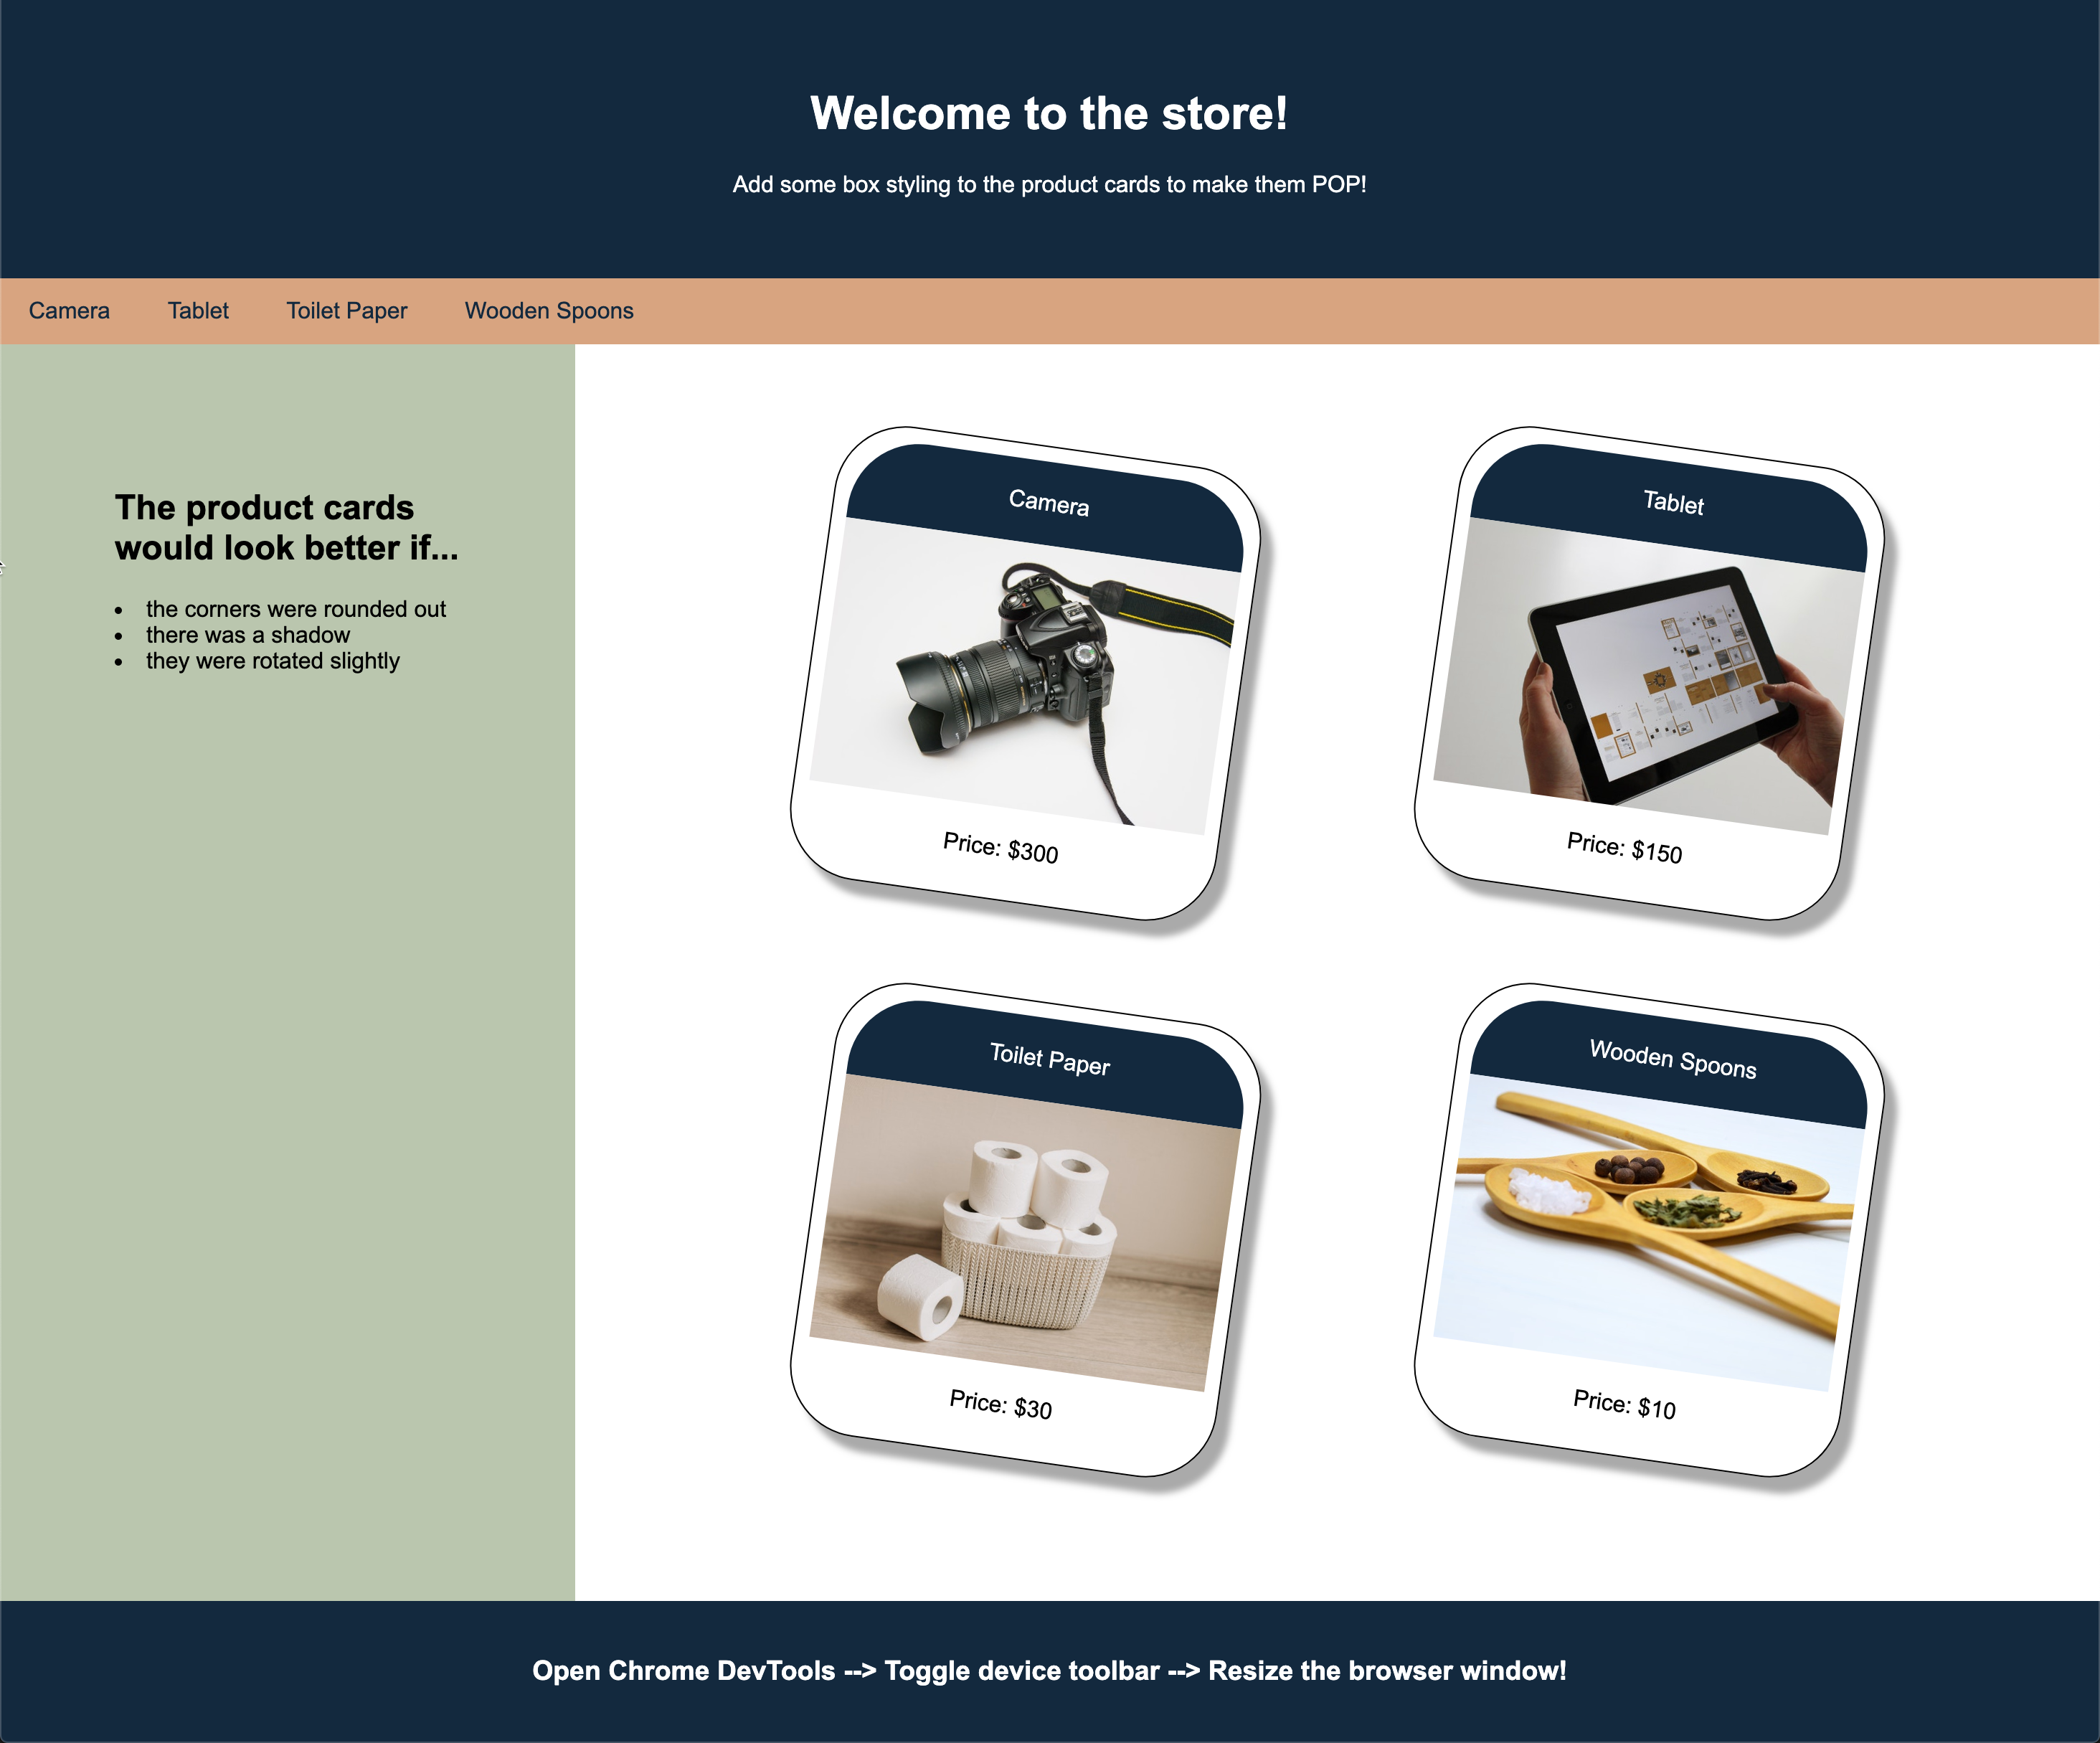 Welcome to the store!
Add some box styling to the product cards to make them POP!
Camera Tablet Toilet Paper Wooden Spoons
The product cards
would look better if...
• the corners were rounded out
• there was a shadow
• they were rotated slightly
Camera
Price: $300
Tablet
Price: $150
Toilet Paper
Price: $30
Wooden Spoons
Price: $10
Open Chrome DevTools --> Toggle device toolbar --> Resize the browser window!